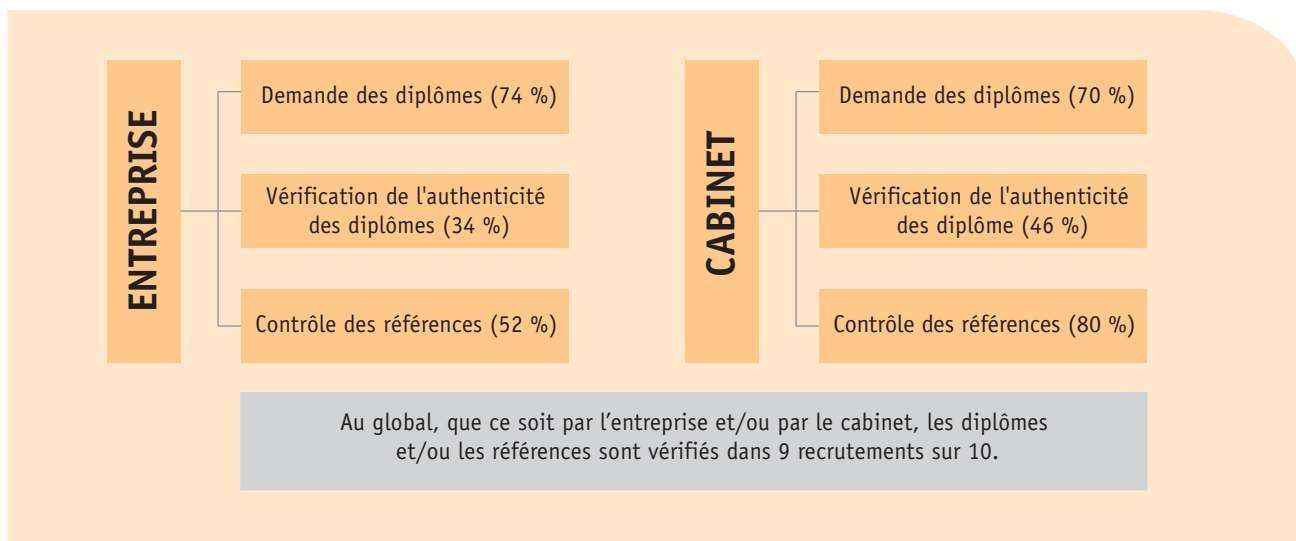 ENTREPRISE
Demande des diplômes (74 %)
Vérification de l'authenticité
des diplômes (34 %)
Contrôle des références (52 %)
CABINET
Demande des diplômes (70 %)
Vérification de l'authenticité
des diplôme (46 %)
Contrôle des références (80 %)
Au global, que ce soit par l’entreprise et/ou par le cabinet, les diplômes
et/ou les références sont vérifiés dans 9 recrutements sur 10.